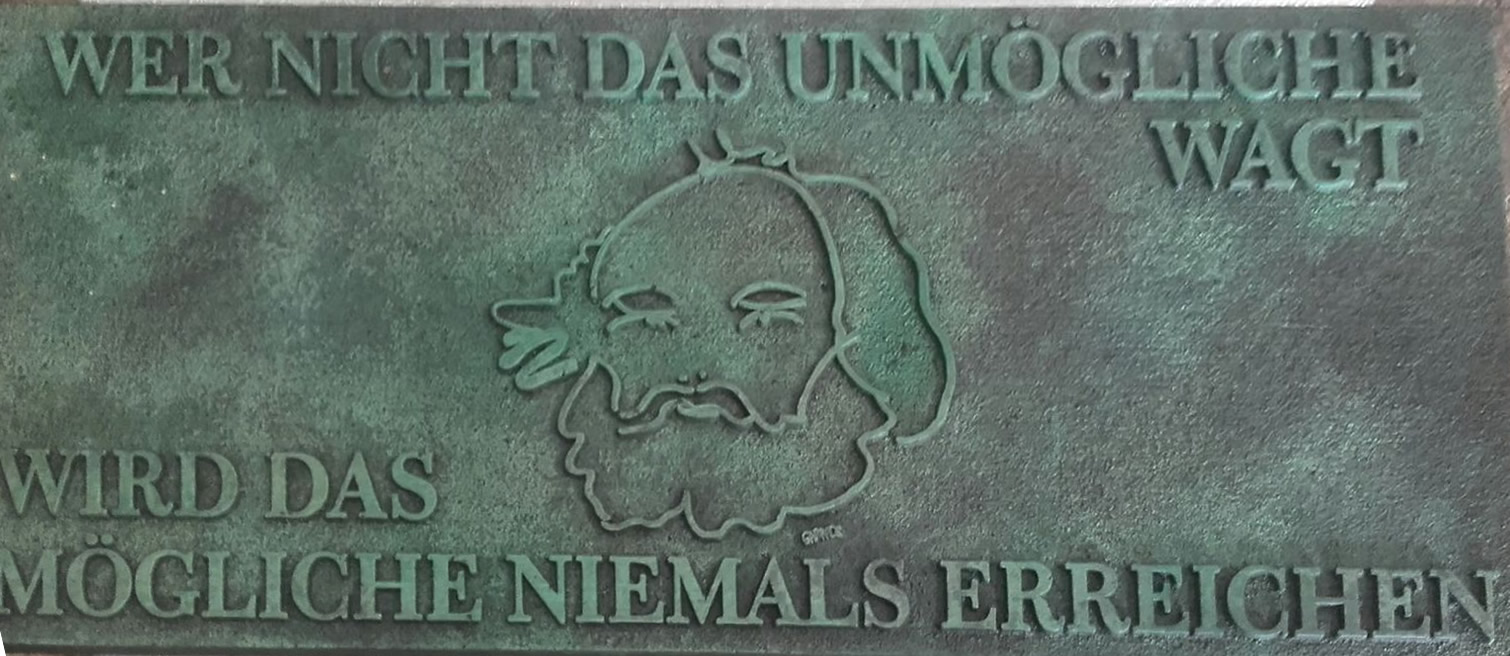 WER NICHT DAS UNMÖGLICHE
WAGT
WIRD DAS
MÖGLICHE NIEMALS ERREICHEN